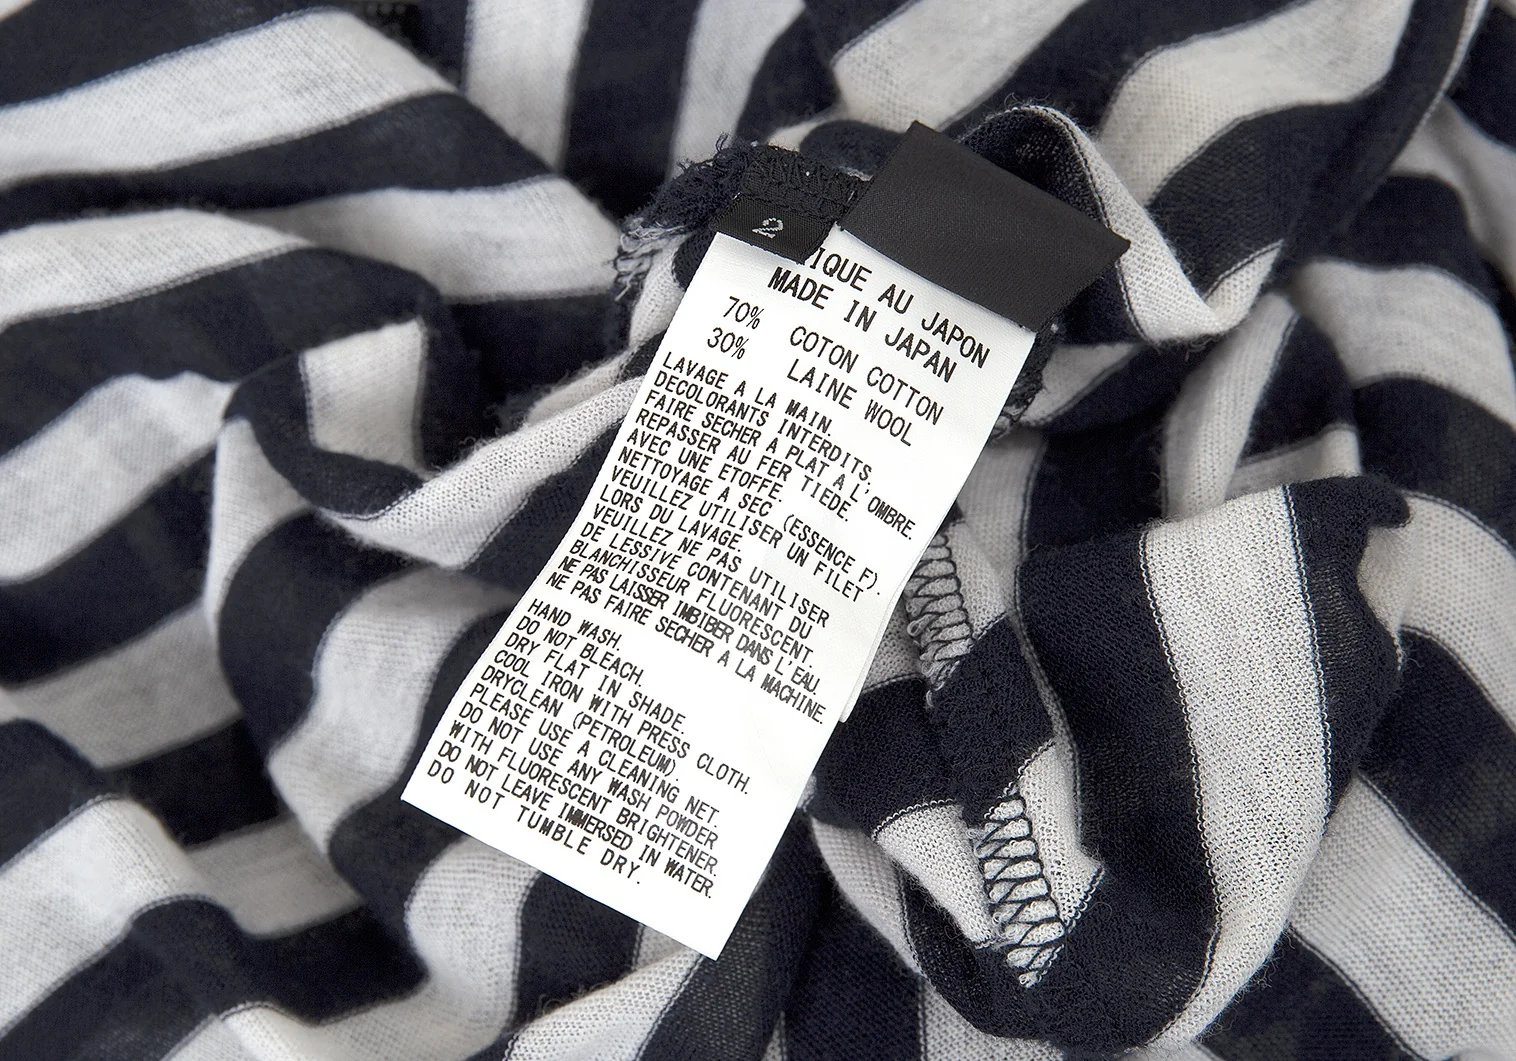 2
IQUE AU JAPON
MADE IN JAPAN
70% COTON COTTON
30% LAINE WOOL
LAVAGE A LA MAIN.
DECOLORANTS INTERDITS.
FAIRE SECHER A PLAT A L'OMBRE.
REPASSER AU FER TIEDE.
AVEC UNE ETOFFE.
NETTOYAGE A SEC (ESSENCE F).
VEUILLEZ UTILISER UN FILET
LORS DU LAVAGE.
VEUILLEZ NE PAS UTILISER
DE LESSIVE CONTENANT DU
BLANCHISSEUR FLUORESCENT.
NE PAS LAISSER IMBIBER DANS L'EAU.
NE PAS FAIRE SECHER A LA MACHINE.
HAND WASH.
DO NOT BLEACH.
DRY FLAT IN SHADE.
COOL IRON WITH PRESS CLOTH.
DRYCLEAN (PETROLEUM).
PLEASE USE A CLEANING NET.
DO NOT USE ANY WASH POWDER
WITH FLUORESCENT BRIGHTENER.
DO NOT LEAVE IMMERSED IN WATER.
DO NOT TUMBLE DRY.